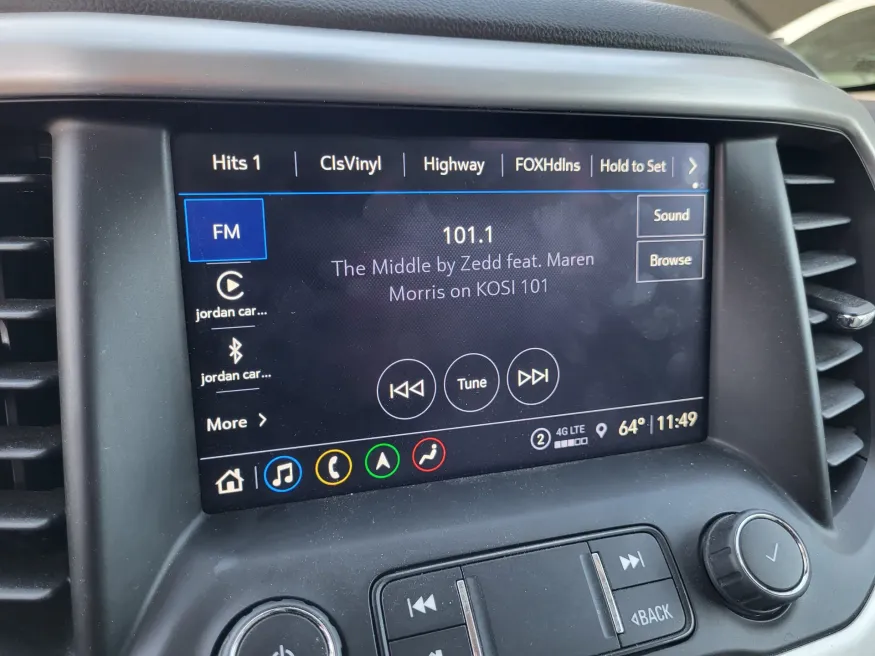 Hits 1 ClsVinyl Highway FOXHdlns Hold to Set
FM
101.1
The Middle by Zedd feat. Maren
Morris on KOSI 101
Sound
Browse
jordan car...
jordan car...
More
Tune
2 4G LTE 64° 11:49
BACK